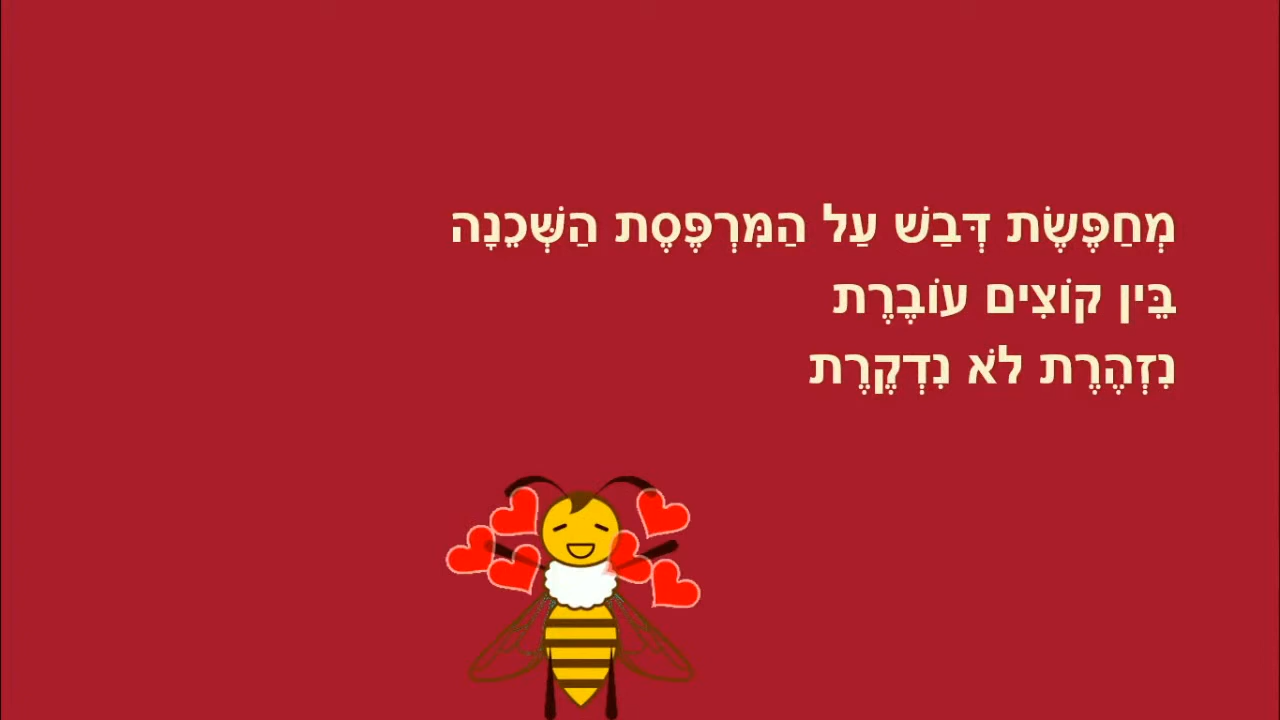 מְחַפֶּשֶׂת דְּבַשׁ עַל הַמִּרְפֶּסֶת הַשְּׁכֵנָה
בֵּין קוֹצִים עוֹבֶרֶת
נִזְהֶרֶת לֹא נִדְקֶרֶת